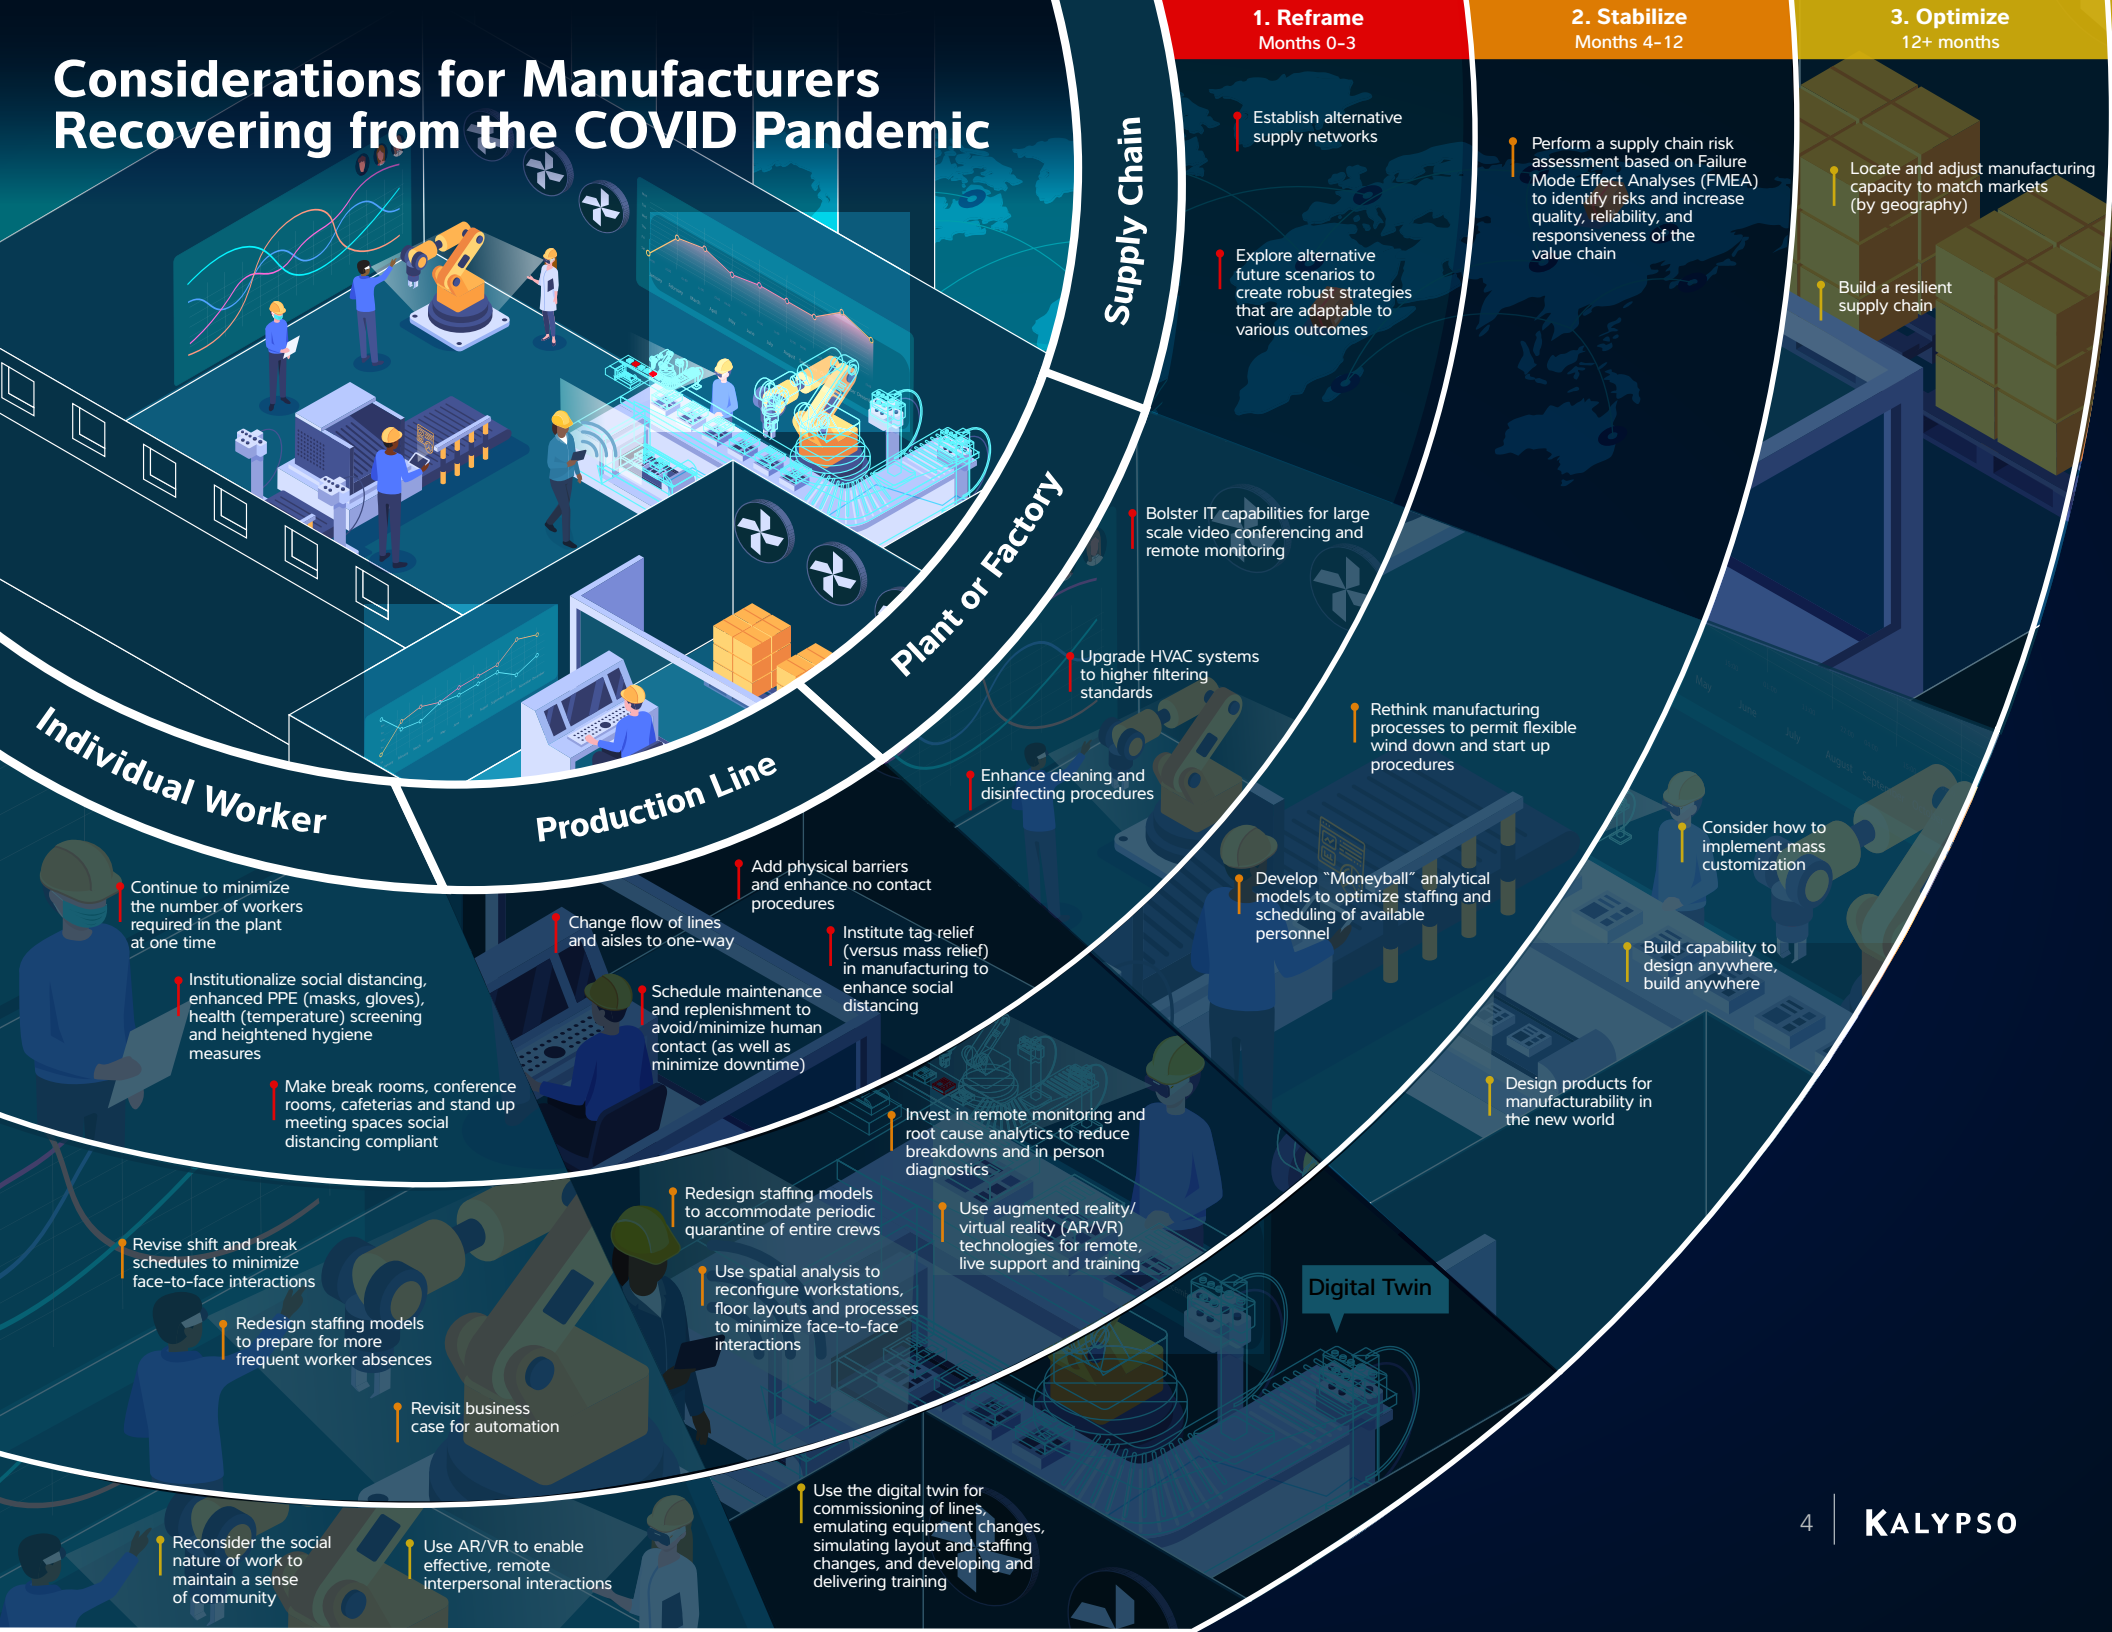 Considerations for Manufacturers
Recovering from the COVID Pandemic
1. Reframe
Months 0-3
2. Stabilize
Months 4-12
3. Optimize
12+ months
Supply Chain
Establish alternative
supply networks
Explore alternative
future scenarios to
create robust strategies
that are adaptable to
various outcomes
Perform a supply chain risk
assessment based on Failure
Mode Effect Analyses (FMEA)
to identify risks and increase
quality, reliability, and
responsiveness of the
value chain
Locate and adjust manufacturing
capacity to match markets
(by geography)
Build a resilient
supply chain
Plant or Factory
Bolster IT capabilities for large
scale video conferencing and
remote monitoring
Upgrade HVAC systems
to higher filtering
standards
Enhance cleaning and
disinfecting procedures
Rethink manufacturing
processes to permit flexible
wind down and start up
procedures
Develop “Moneyball” analytical
models to optimize staffing and
scheduling of available
personnel
Consider how to
implement mass
customization
Build capability to
design anywhere,
build anywhere
Design products for
manufacturability in
the new world
Production Line
Add physical barriers
and enhance no contact
procedures
Change flow of lines
and aisles to one-way
Institute tag relief
(versus mass relief)
in manufacturing to
enhance social
distancing
Schedule maintenance
and replenishment to
avoid/minimize human
contact (as well as
minimize downtime)
Invest in remote monitoring and
root cause analytics to reduce
breakdowns and in person
diagnostics
Redesign staffing models
to accommodate periodic
quarantine of entire crews
Use augmented reality/
virtual reality (AR/VR)
technologies for remote,
live support and training
Use spatial analysis to
reconfigure workstations,
floor layouts and processes
to minimize face-to-face
interactions
Digital Twin
Use the digital twin for
commissioning of lines,
emulating equipment changes,
simulating layout and staffing
changes, and developing and
delivering training
Individual Worker
Continue to minimize
the number of workers
required in the plant
at one time
Institutionalize social distancing,
enhanced PPE (masks, gloves),
health (temperature) screening
and heightened hygiene
measures
Make break rooms, conference
rooms, cafeterias and stand up
meeting spaces social
distancing compliant
Revise shift and break
schedules to minimize
face-to-face interactions
Redesign staffing models
to prepare for more
frequent worker absences
Revisit business
case for automation
Reconsider the social
nature of work to
maintain a sense
of community
Use AR/VR to enable
effective, remote
interpersonal interactions
May
June
July
August
4
KALYPSO